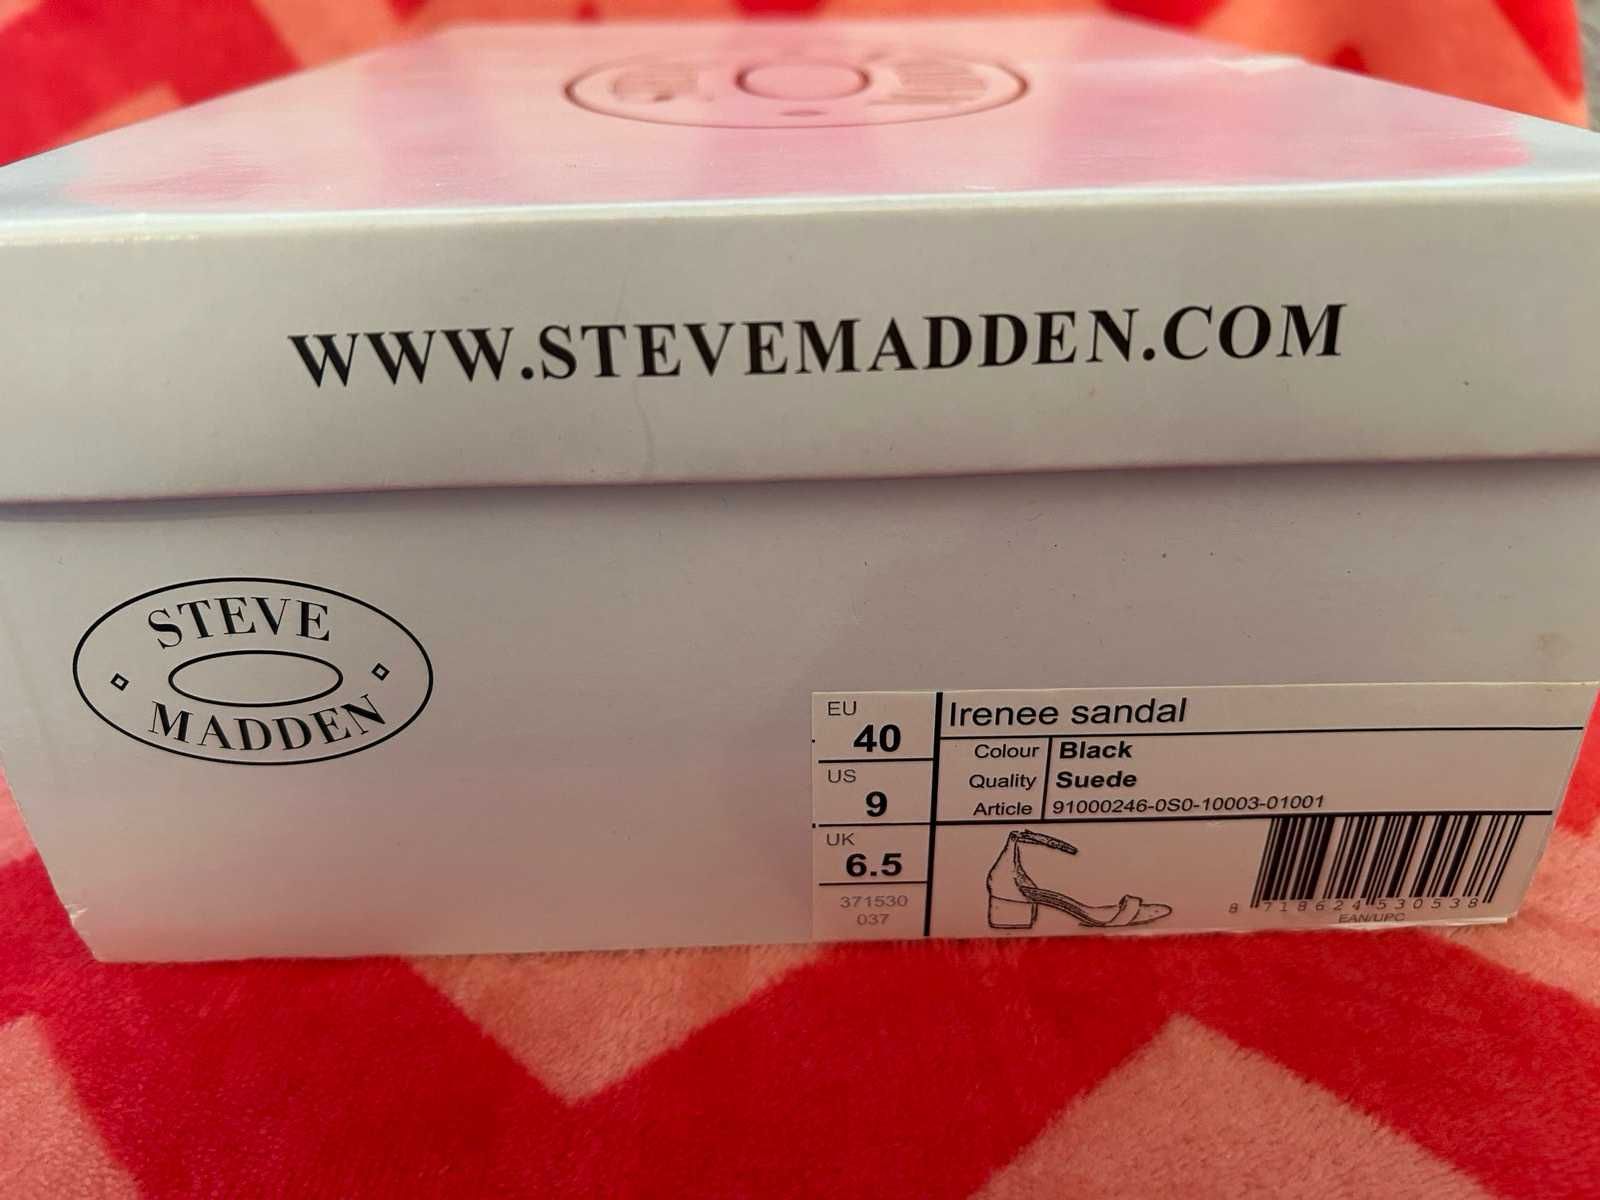 WWW.STEVEMADDEN.COM
STEVE
MADDEN
EU
40
US
9
UK
6.5
371530
037
Irenee sandal
Colour Black
Quality Suede
Article 91000246-0S0-10003-01001
8 718624 530538
EAN/UPC